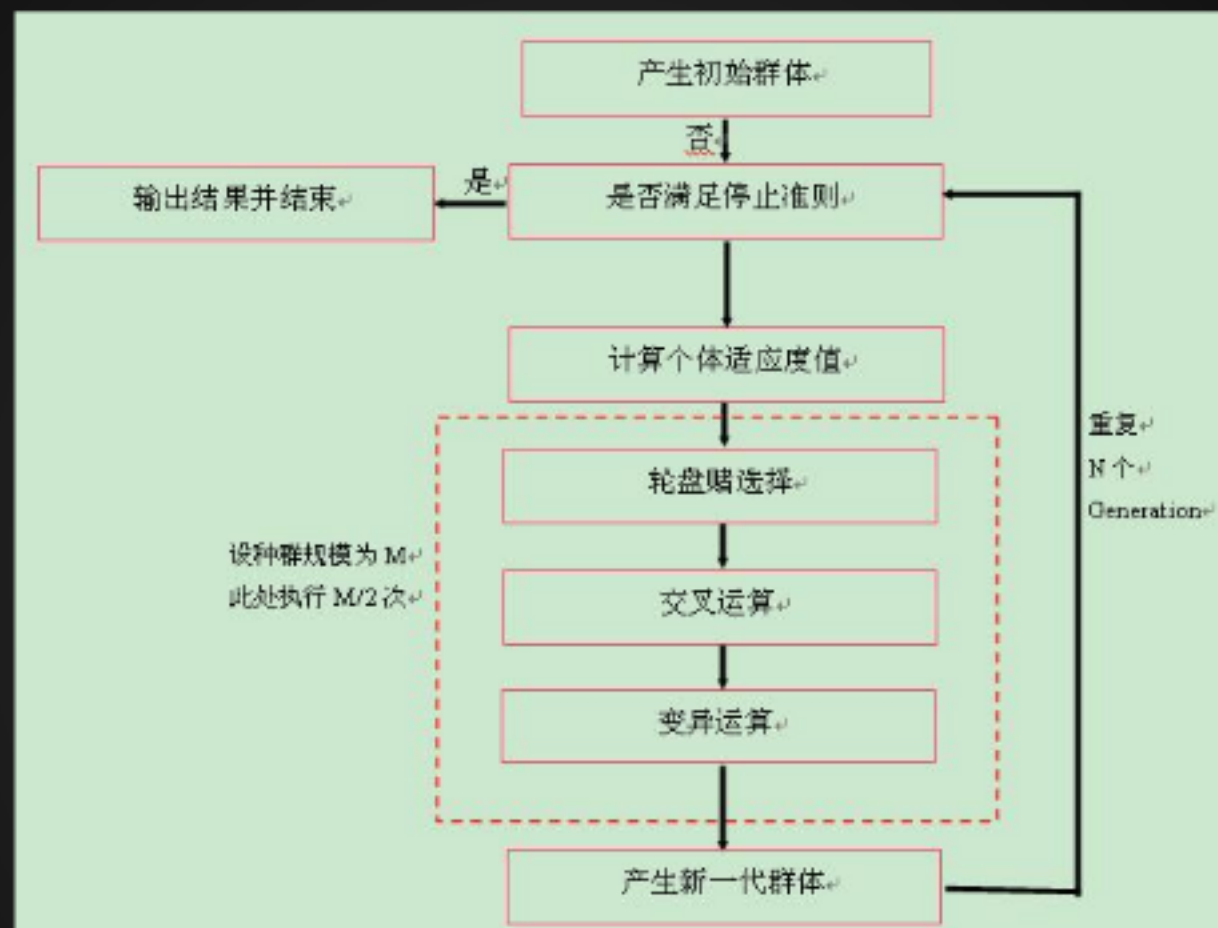 产生初始群体
否
输出结果并结束
是
是否满足停止准则
计算个体适应度值
轮盘赌选择
重复
N 个
Generation
设种群规模为 M
此处执行 M/2 次
交叉运算
变异运算
产生新一代群体